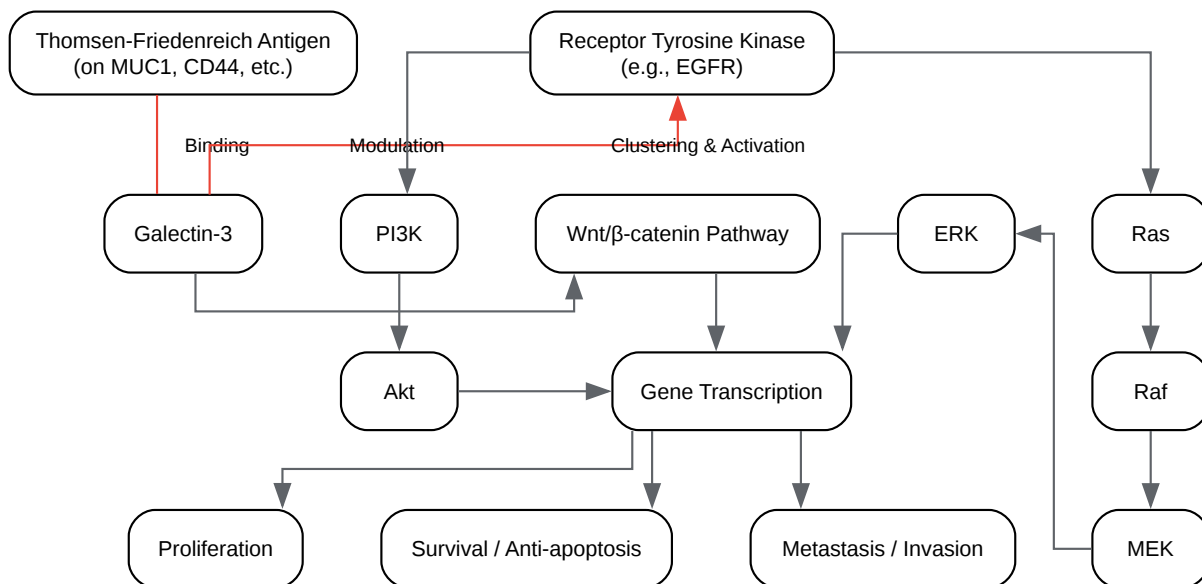 Thomsen-Friedenreich Antigen
(on MUC1, CD44, etc.)
Receptor Tyrosine Kinase
(e.g., EGFR)
Binding
Modulation
Clustering & Activation
Galectin-3
PI3K
Wnt/β-catenin Pathway
ERK
Ras
Akt
Gene Transcription
Raf
Proliferation
Survival / Anti-apoptosis
Metastasis / Invasion
MEK